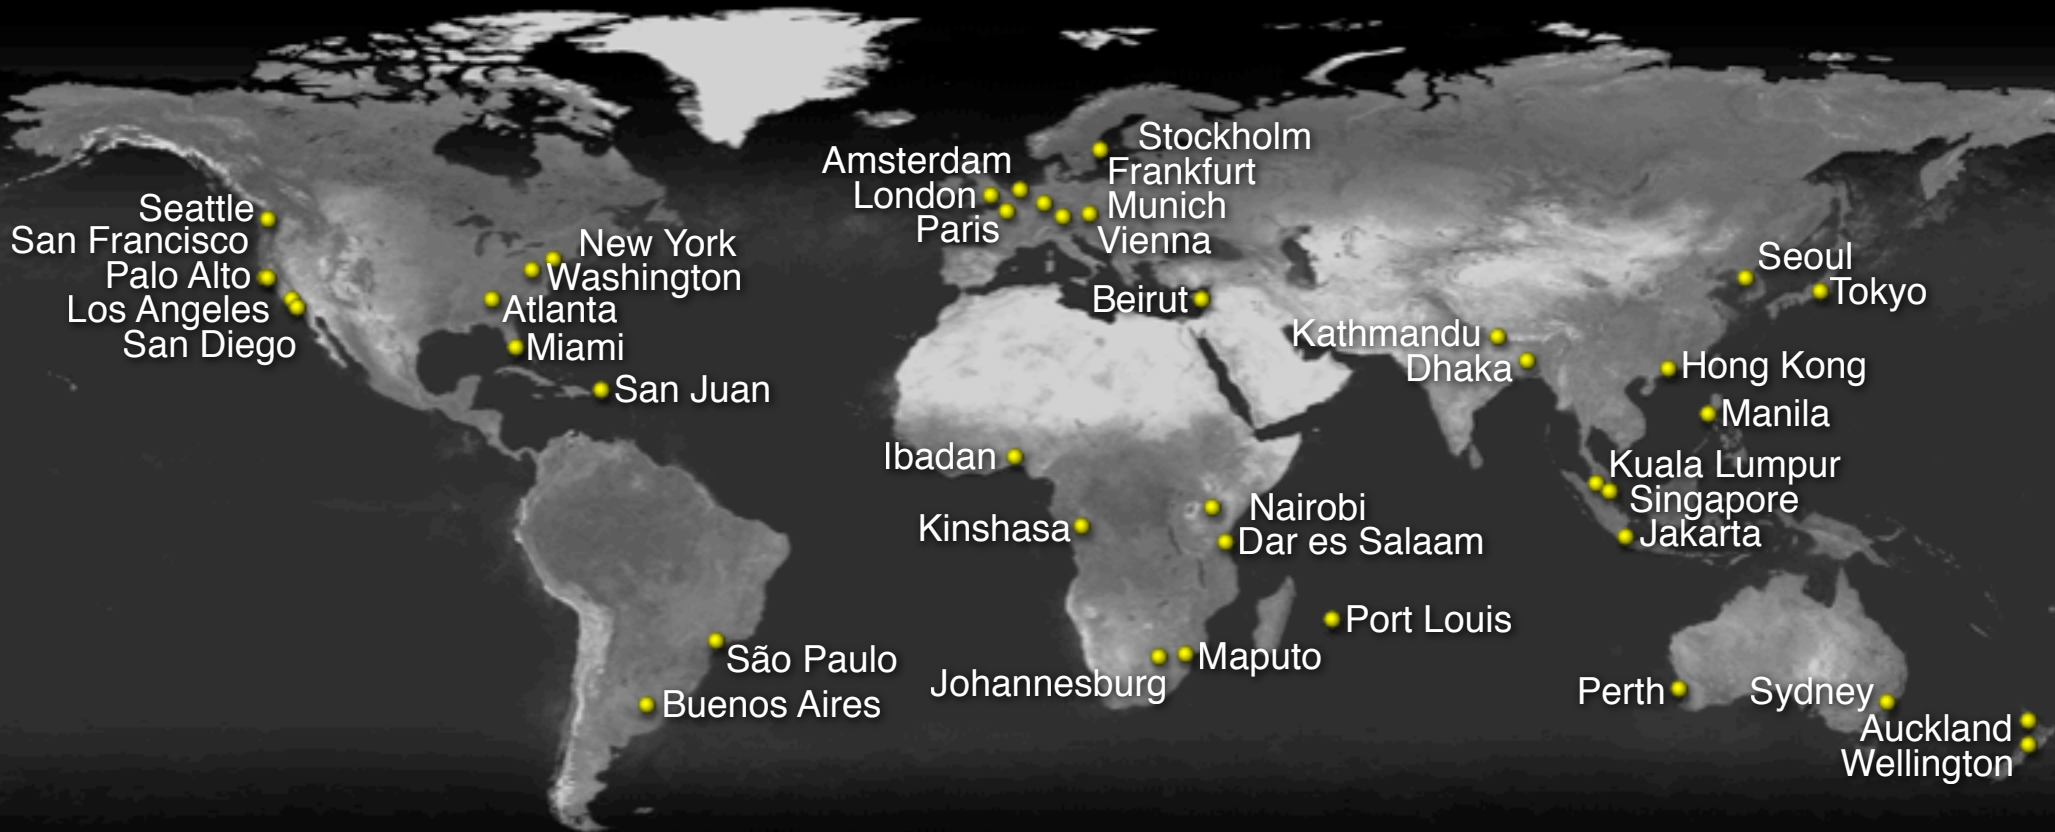 Stockholm
Amsterdam
Frankfurt
London
Munich
Paris
Vienna
Seattle
San Francisco
Palo Alto
Los Angeles
San Diego
New York
Washington
Atlanta
Miami
San Juan
Beirut
Seoul
Tokyo
Kathmandu
Dhaka
Hong Kong
Manila
Ibadan
Kuala Lumpur
Singapore
Jakarta
Nairobi
Kinshasa
Dar es Salaam
Port Louis
São Paulo
Maputo
Johannesburg
Buenos Aires
Perth
Sydney
Auckland
Wellington